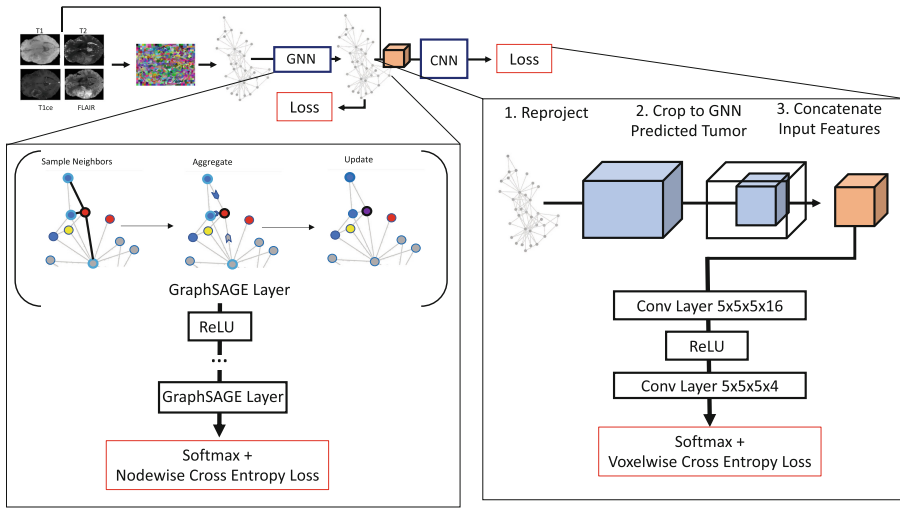 T1
T2
T1ce
FLAIR
GNN
CNN
Loss
Loss
Sample Neighbors
Aggregate
Update
GraphSAGE Layer
ReLU
...
GraphSAGE Layer
Softmax +
Nodewise Cross Entropy Loss
1. Reproject
2. Crop to GNN
Predicted Tumor
3. Concatenate
Input Features
Conv Layer 5x5x5x16
ReLU
Conv Layer 5x5x5x4
Softmax +
Voxelwise Cross Entropy Loss